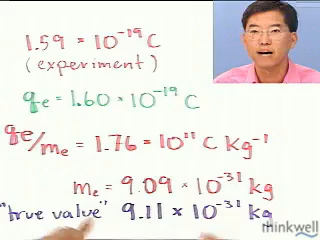 1.59 × 10⁻¹⁹ C
(experiment)
qe = 1.60 × 10⁻¹⁹ C
qe/me = 1.76 × 10¹¹ C kg⁻¹
me = 9.09 × 10⁻³¹ kg
"true value" 9.11 × 10⁻³¹ kg
thinkwell